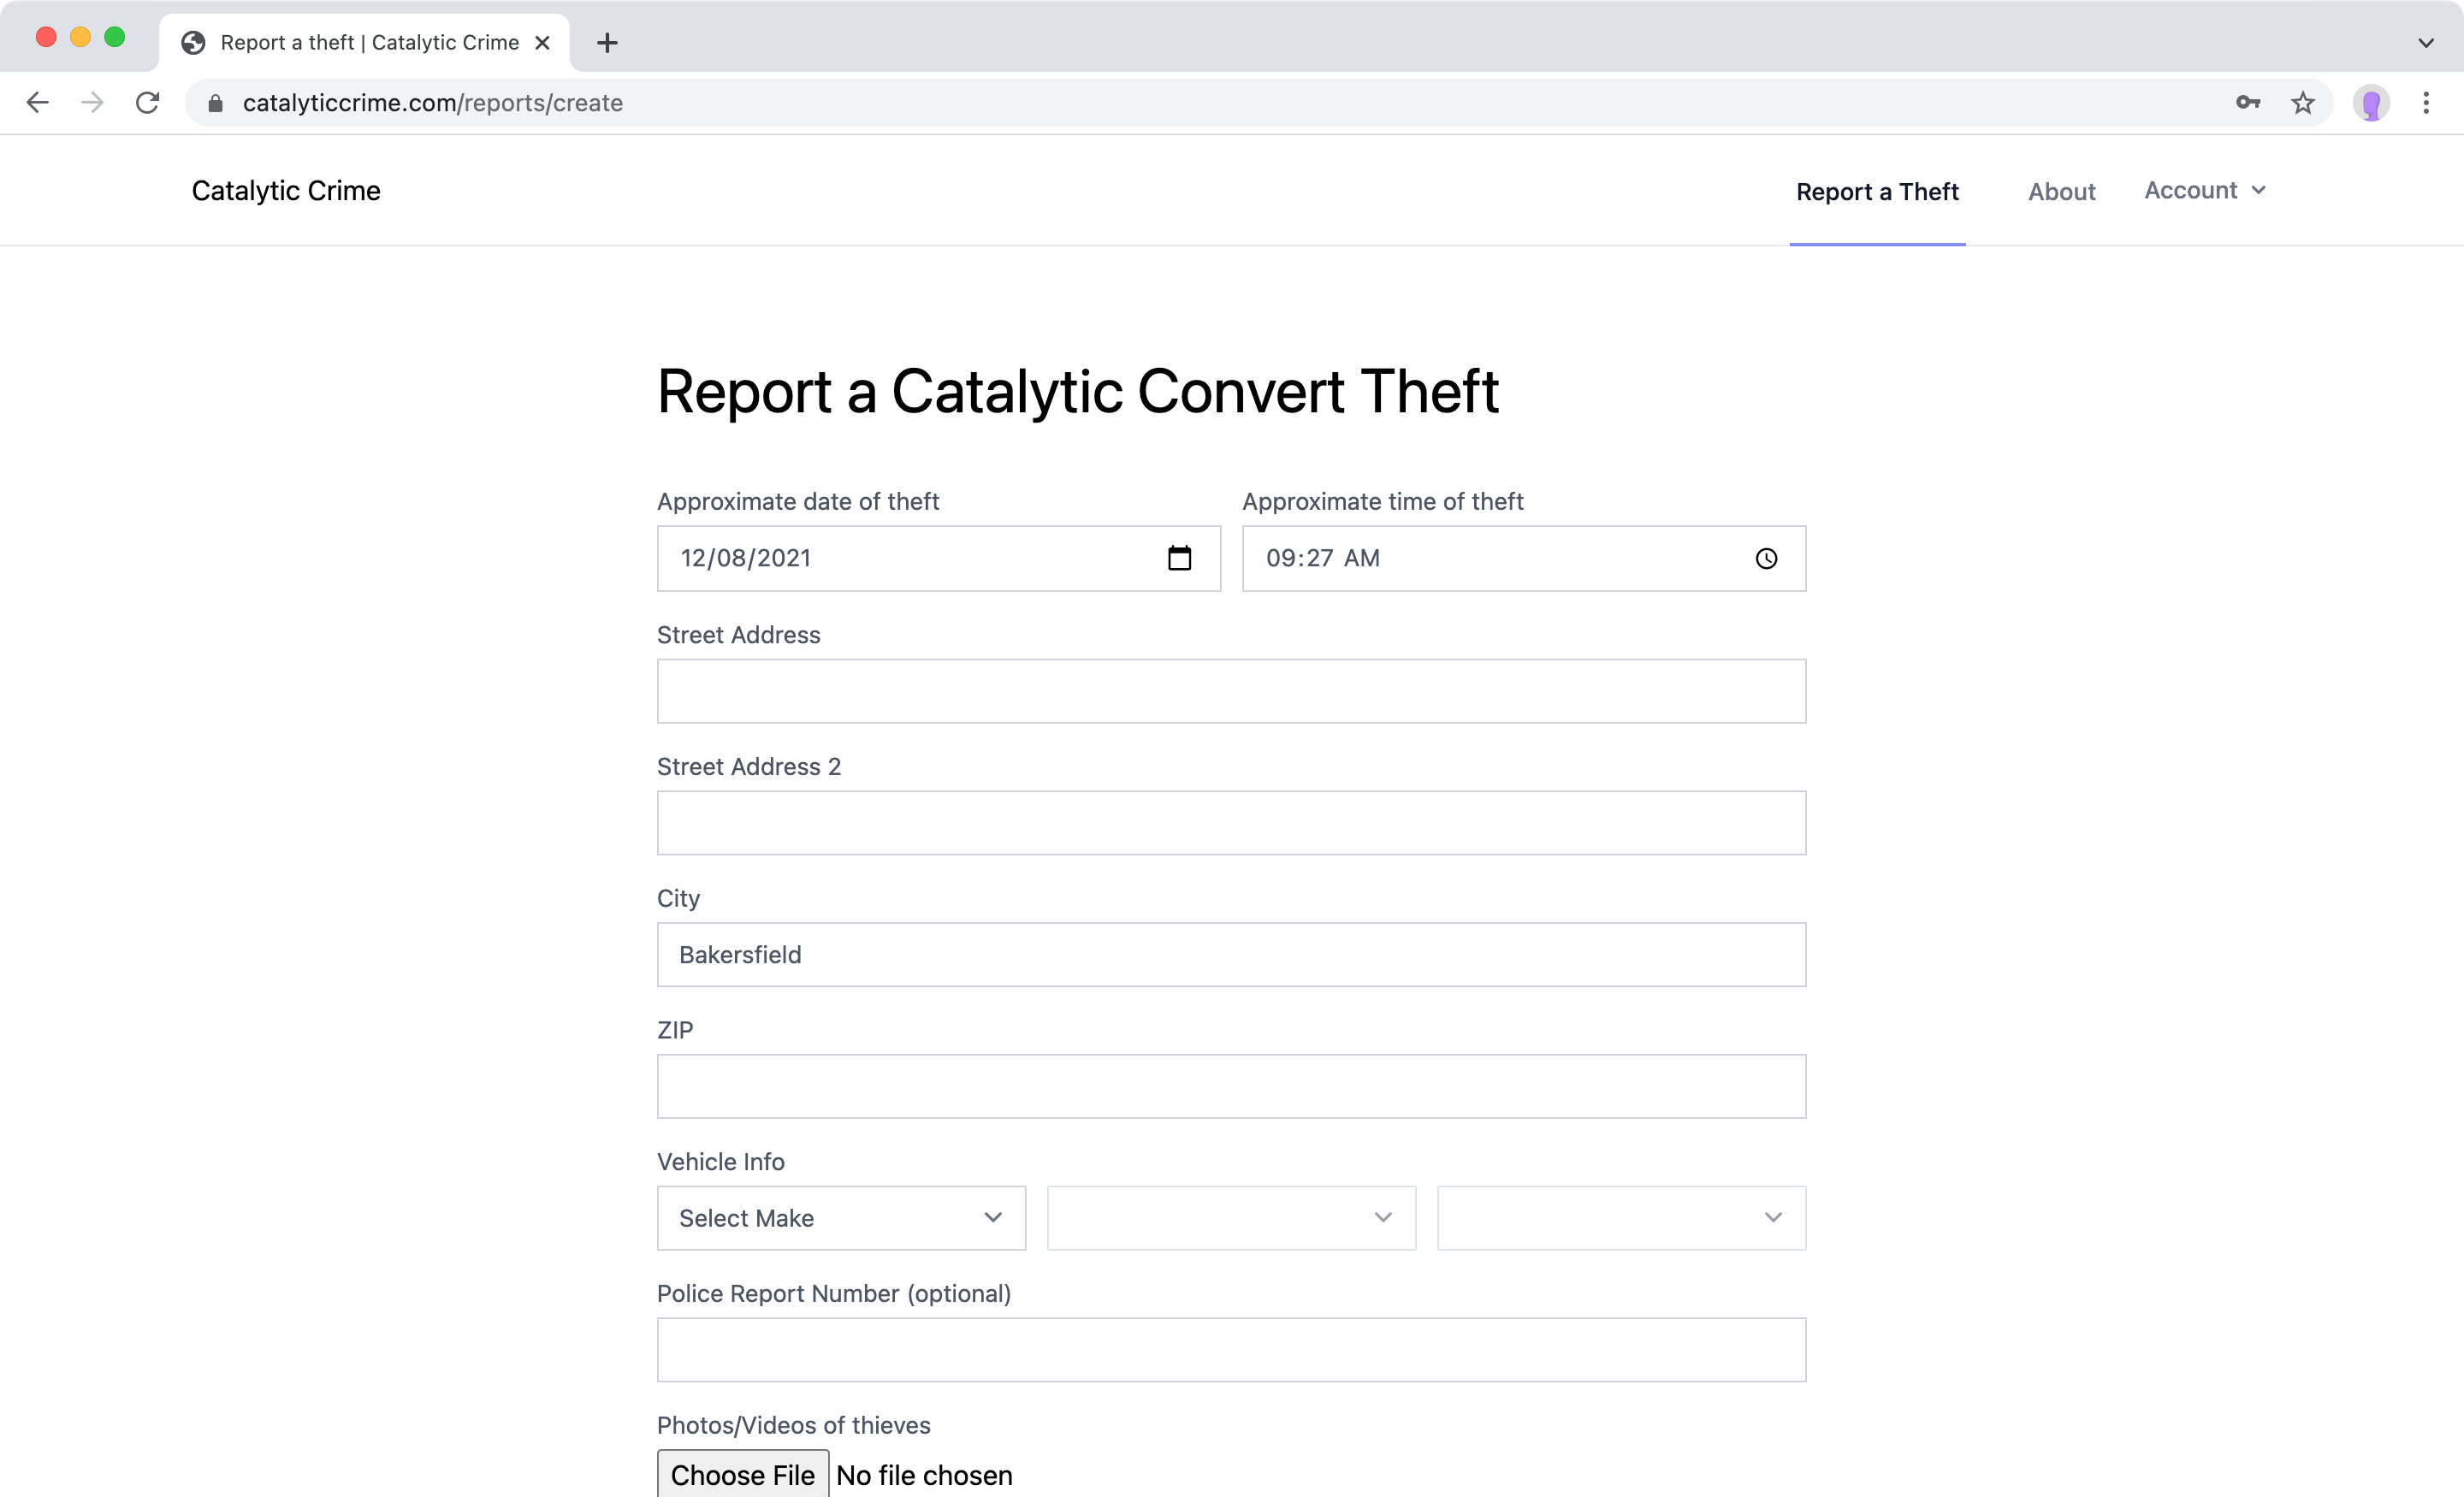 Report a theft | Catalytic Crime
catalyticcrime.com/reports/create
Catalytic Crime
Report a Theft
About
Account
Report a Catalytic Convert Theft
Approximate date of theft
Approximate time of theft
12/08/2021
09:27 AM
Street Address
Street Address 2
City
Bakersfield
ZIP
Vehicle Info
Select Make
Police Report Number (optional)
Photos/Videos of thieves
Choose File No file chosen